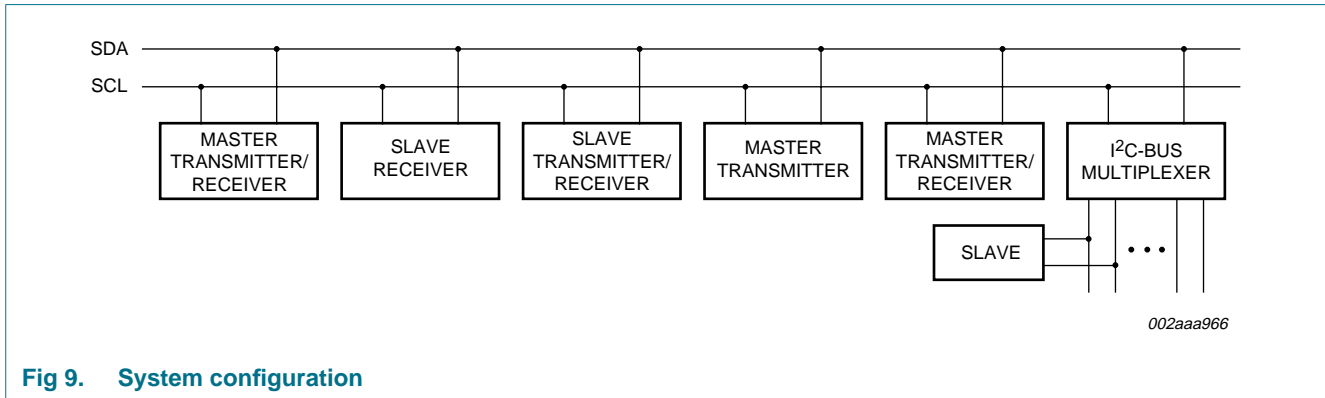 SDA
SCL
MASTER
TRANSMITTER/
RECEIVER
SLAVE
RECEIVER
SLAVE
TRANSMITTER/
RECEIVER
MASTER
TRANSMITTER
MASTER
TRANSMITTER/
RECEIVER
I²C-BUS
MULTIPLEXER
SLAVE
002aaa966
Fig 9. System configuration